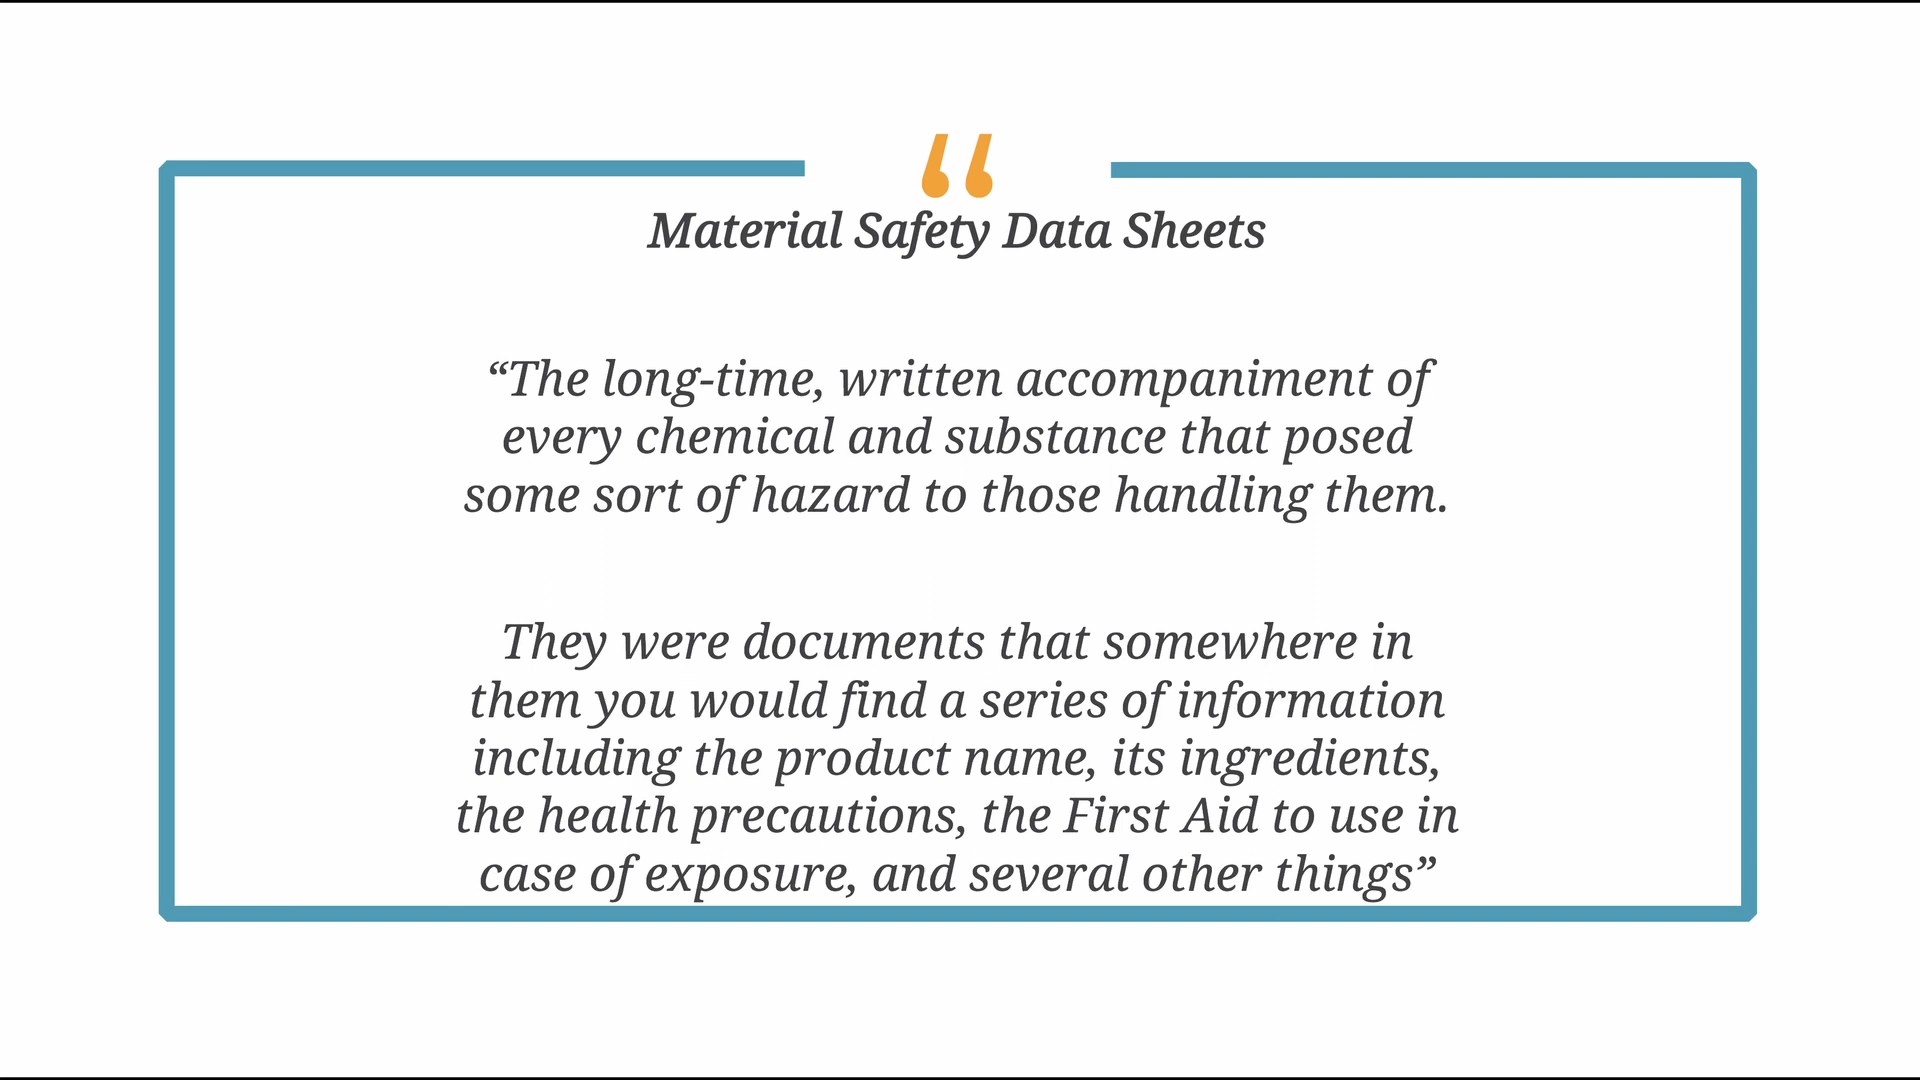 “
Material Safety Data Sheets
“The long-time, written accompaniment of
every chemical and substance that posed
some sort of hazard to those handling them.
They were documents that somewhere in
them you would find a series of information
including the product name, its ingredients,
the health precautions, the First Aid to use in
case of exposure, and several other things”